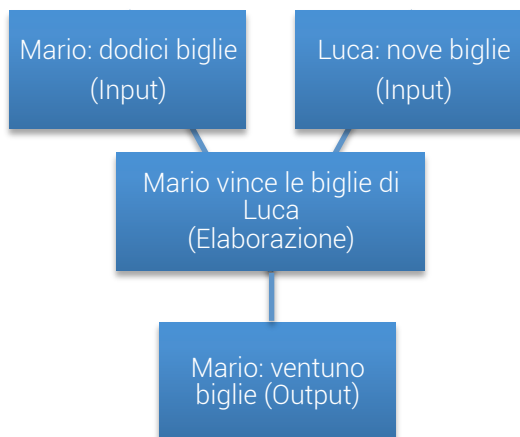 Mario: dodici biglie
(Input)
Luca: nove biglie
(Input)
Mario vince le biglie di
Luca
(Elaborazione)
Mario: ventuno
biglie (Output)